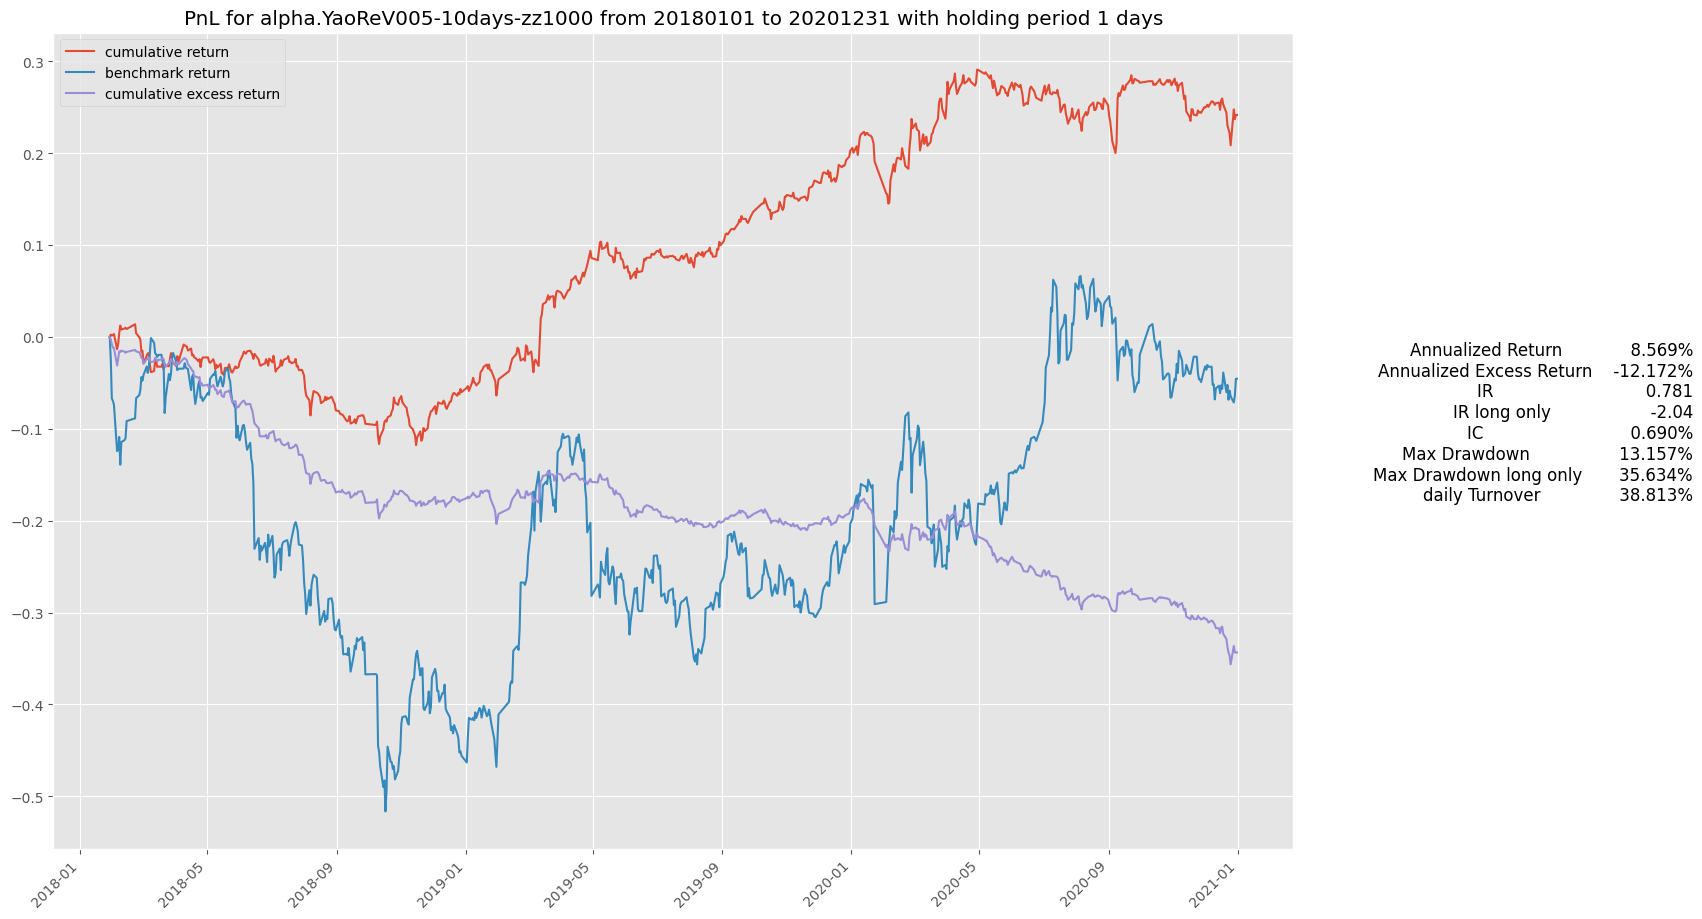 PnL for alpha.YaoReV005-10days-zz1000 from 20180101 to 20201231 with holding period 1 days
cumulative return
benchmark return
cumulative excess return
0.3
0.2
0.1
0.0
−0.1
−0.2
−0.3
−0.4
−0.5
2018-01
2018-05
2018-09
2019-01
2019-05
2019-09
2020-01
2020-05
2020-09
2021-01
Annualized Return 8.569%
Annualized Excess Return -12.172%
IR 0.781
IR long only -2.04
IC 0.690%
Max Drawdown 13.157%
Max Drawdown long only 35.634%
daily Turnover 38.813%